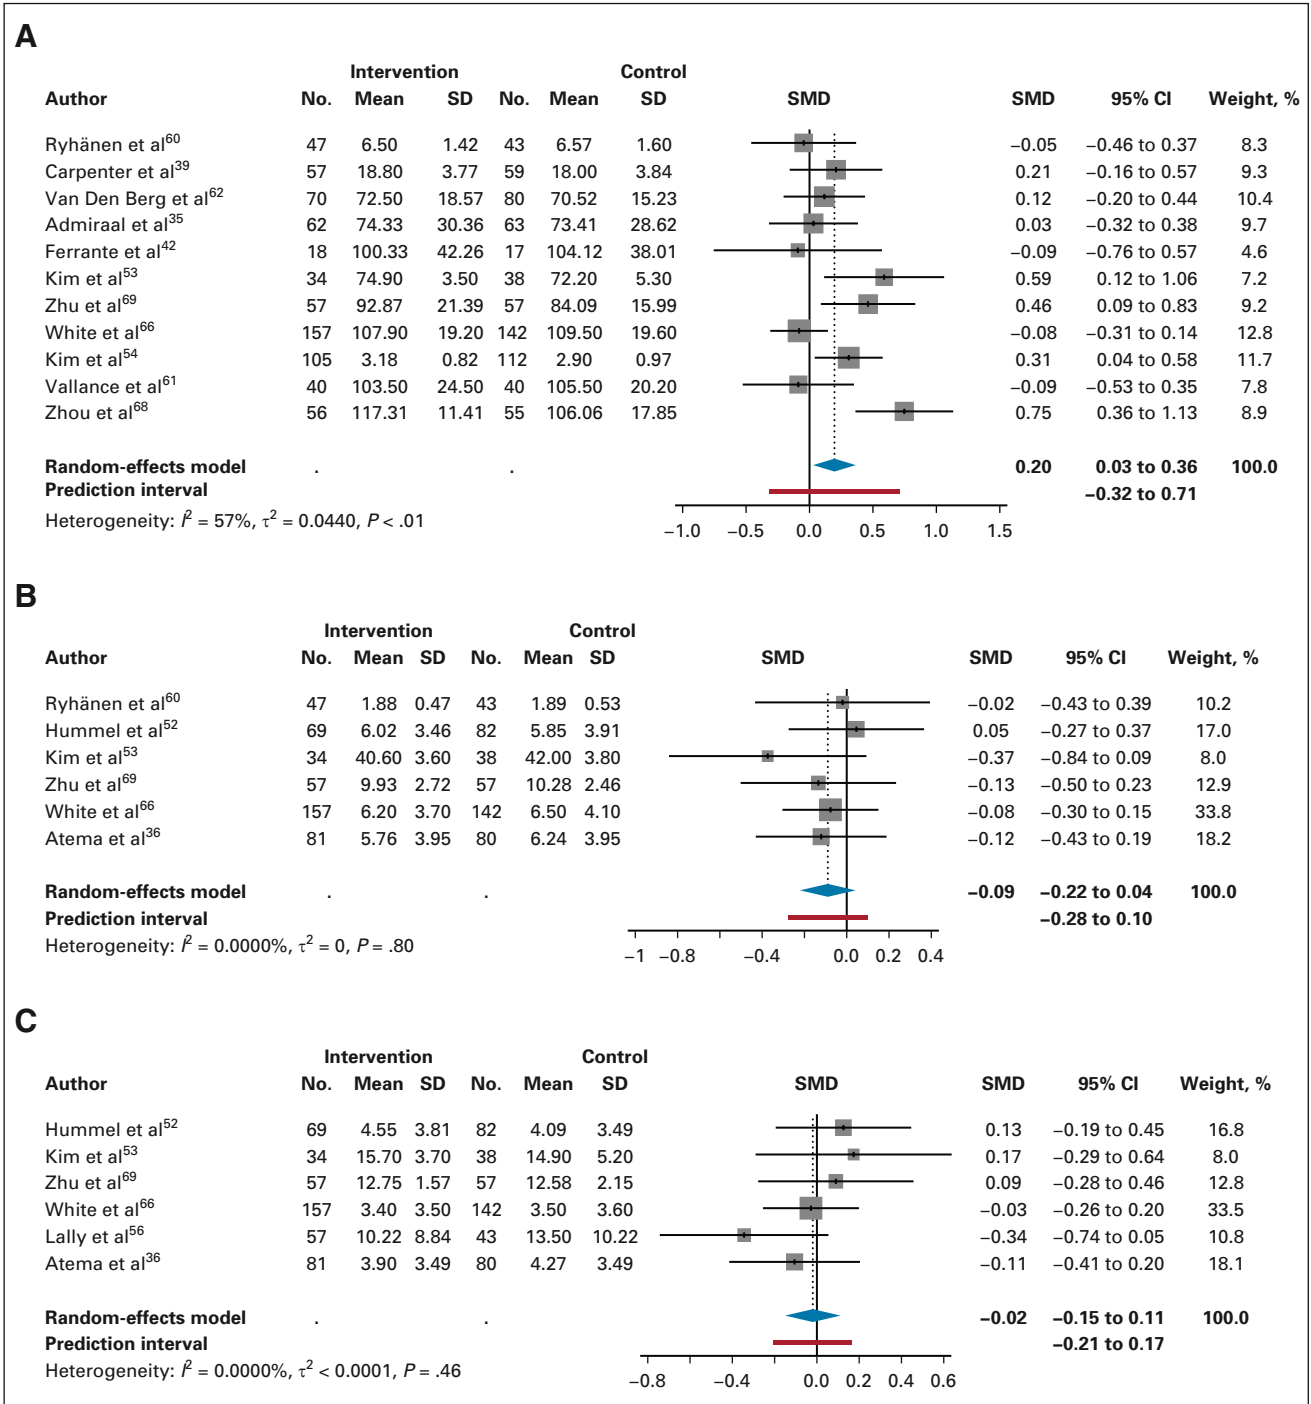 A
Intervention Control
Author No. Mean SD No. Mean SD SMD SMD 95% CI Weight, %
Ryhänen et al60 47 6.50 1.42 43 6.57 1.60 −0.05 −0.46 to 0.37 8.3
Carpenter et al39 57 18.80 3.77 59 18.00 3.84 0.21 −0.16 to 0.57 9.3
Van Den Berg et al62 70 72.50 18.57 80 70.52 15.23 0.12 −0.20 to 0.44 10.4
Admiraal et al35 62 74.33 30.36 63 73.41 28.62 0.03 −0.32 to 0.38 9.7
Ferrante et al42 18 100.33 42.26 17 104.12 38.01 −0.09 −0.76 to 0.57 4.6
Kim et al53 34 74.90 3.50 38 72.20 5.30 0.59 0.12 to 1.06 7.2
Zhu et al69 57 92.87 21.39 57 84.09 15.99 0.46 0.09 to 0.83 9.2
White et al66 157 107.90 19.20 142 109.50 19.60 −0.08 −0.31 to 0.14 12.8
Kim et al54 105 3.18 0.82 112 2.90 0.97 0.31 0.04 to 0.58 11.7
Vallance et al61 40 103.50 24.50 40 105.50 20.20 −0.09 −0.53 to 0.35 7.8
Zhou et al68 56 117.31 11.41 55 106.06 17.85 0.75 0.36 to 1.13 8.9
Random-effects model . . 0.20 0.03 to 0.36 100.0
Prediction interval −0.32 to 0.71
Heterogeneity: I2 = 57%, τ2 = 0.0440, P < .01
−1.0 −0.5 0.0 0.5 1.0 1.5
B
Intervention Control
Author No. Mean SD No. Mean SD SMD SMD 95% CI Weight, %
Ryhänen et al60 47 1.88 0.47 43 1.89 0.53 −0.02 −0.43 to 0.39 10.2
Hummel et al52 69 6.02 3.46 82 5.85 3.91 0.05 −0.27 to 0.37 17.0
Kim et al53 34 40.60 3.60 38 42.00 3.80 −0.37 −0.84 to 0.09 8.0
Zhu et al69 57 9.93 2.72 57 10.28 2.46 −0.13 −0.50 to 0.23 12.9
White et al66 157 6.20 3.70 142 6.50 4.10 −0.08 −0.30 to 0.15 33.8
Atema et al36 81 5.76 3.95 80 6.24 3.95 −0.12 −0.43 to 0.19 18.2
Random-effects model . . −0.09 −0.22 to 0.04 100.0
Prediction interval −0.28 to 0.10
Heterogeneity: I2 = 0.0000%, τ2 = 0, P = .80
−1 −0.8 −0.4 0.0 0.2 0.4
C
Intervention Control
Author No. Mean SD No. Mean SD SMD SMD 95% CI Weight, %
Hummel et al52 69 4.55 3.81 82 4.09 3.49 0.13 −0.19 to 0.45 16.8
Kim et al53 34 15.70 3.70 38 14.90 5.20 0.17 −0.29 to 0.64 8.0
Zhu et al69 57 12.75 1.57 57 12.58 2.15 0.09 −0.28 to 0.46 12.8
White et al66 157 3.40 3.50 142 3.50 3.60 −0.03 −0.26 to 0.20 33.5
Lally et al56 57 10.22 8.84 43 13.50 10.22 −0.34 −0.74 to 0.05 10.8
Atema et al36 81 3.90 3.49 80 4.27 3.49 −0.11 −0.41 to 0.20 18.1
Random-effects model . . −0.02 −0.15 to 0.11 100.0
Prediction interval −0.21 to 0.17
Heterogeneity: I2 = 0.0000%, τ2 < 0.0001, P = .46
−0.8 −0.4 0.0 0.2 0.4 0.6